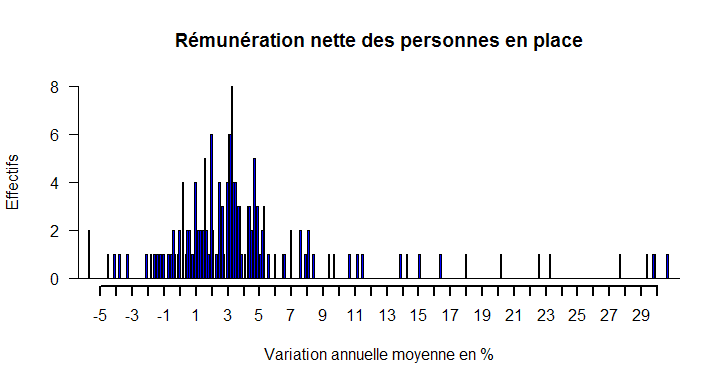 Rémunération nette des personnes en place
8
6
4
2
0
Effectifs
-5 -3 -1 1 3 5 7 9 11 13 15 17 19 21 23 25 27 29
Variation annuelle moyenne en %